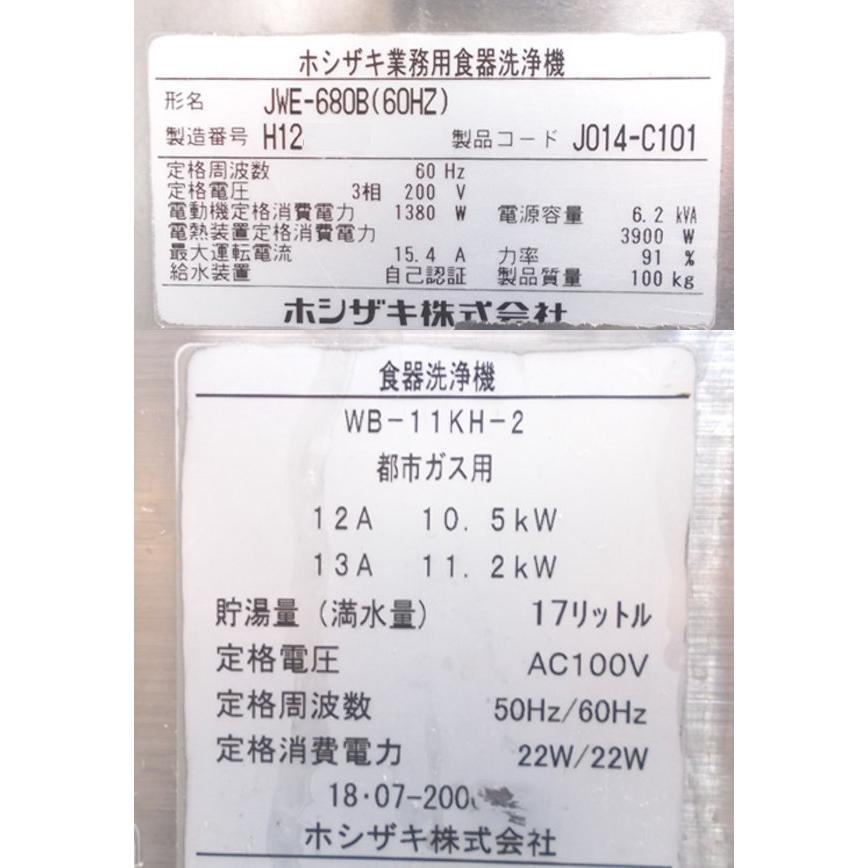 ホシザキ業務用食器洗浄機
形名 JWE-680B(60HZ)
製造番号 H12 製品コード J014-C101
定格周波数 60 Hz
定格電圧 3相 200 V
電動機定格消費電力 1380 W 電源容量 6.2 kVA
電熱装置定格消費電力 3900 W
最大運転電流 15.4 A 力率 91 %
給水装置 自己認証 製品質量 100 kg
ホシザキ株式会社
食器洗浄機
WB-11KH-2
都市ガス用
12A 10.5kW
13A 11.2kW
貯湯量(満水量) 17リットル
定格電圧 AC100V
定格周波数 50Hz/60Hz
定格消費電力 22W/22W
18・07-200
ホシザキ株式会社